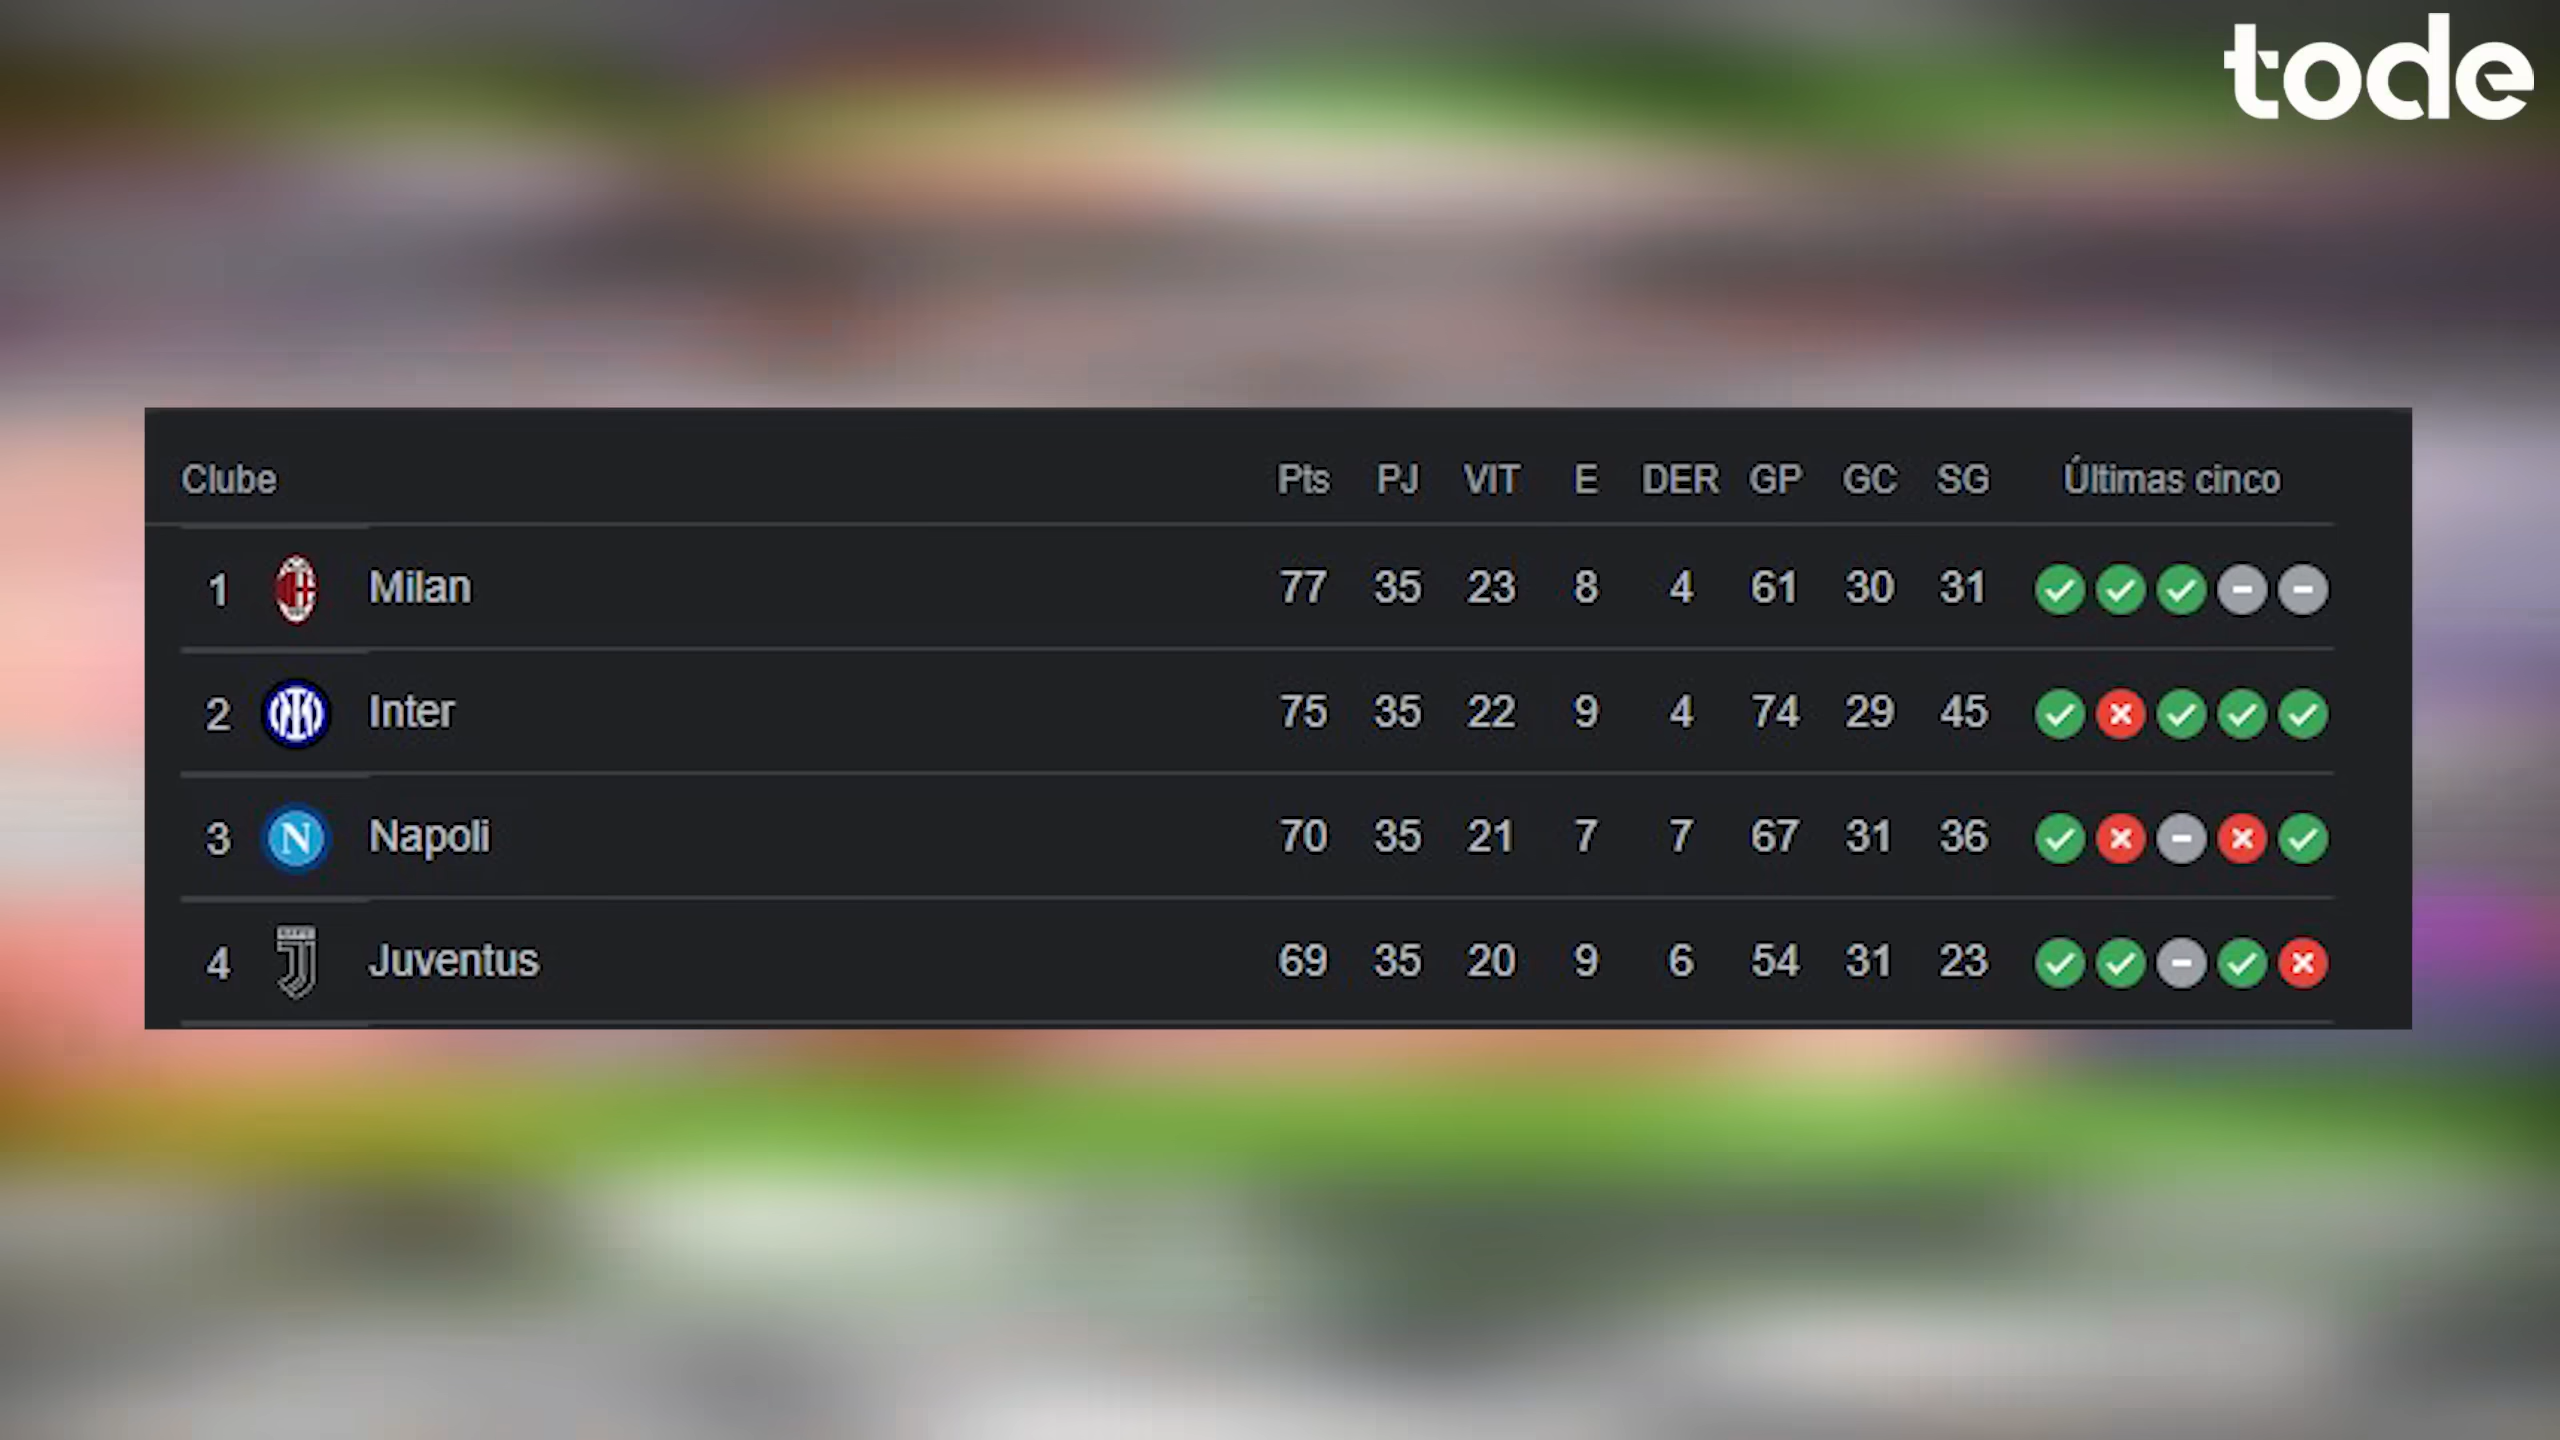 tode
Clube Pts PJ VIT E DER GP GC SG Últimas cinco
1 Milan 77 35 23 8 4 61 30 31
2 Inter 75 35 22 9 4 74 29 45
3 N Napoli 70 35 21 7 7 67 31 36
4 Juventus 69 35 20 9 6 54 31 23